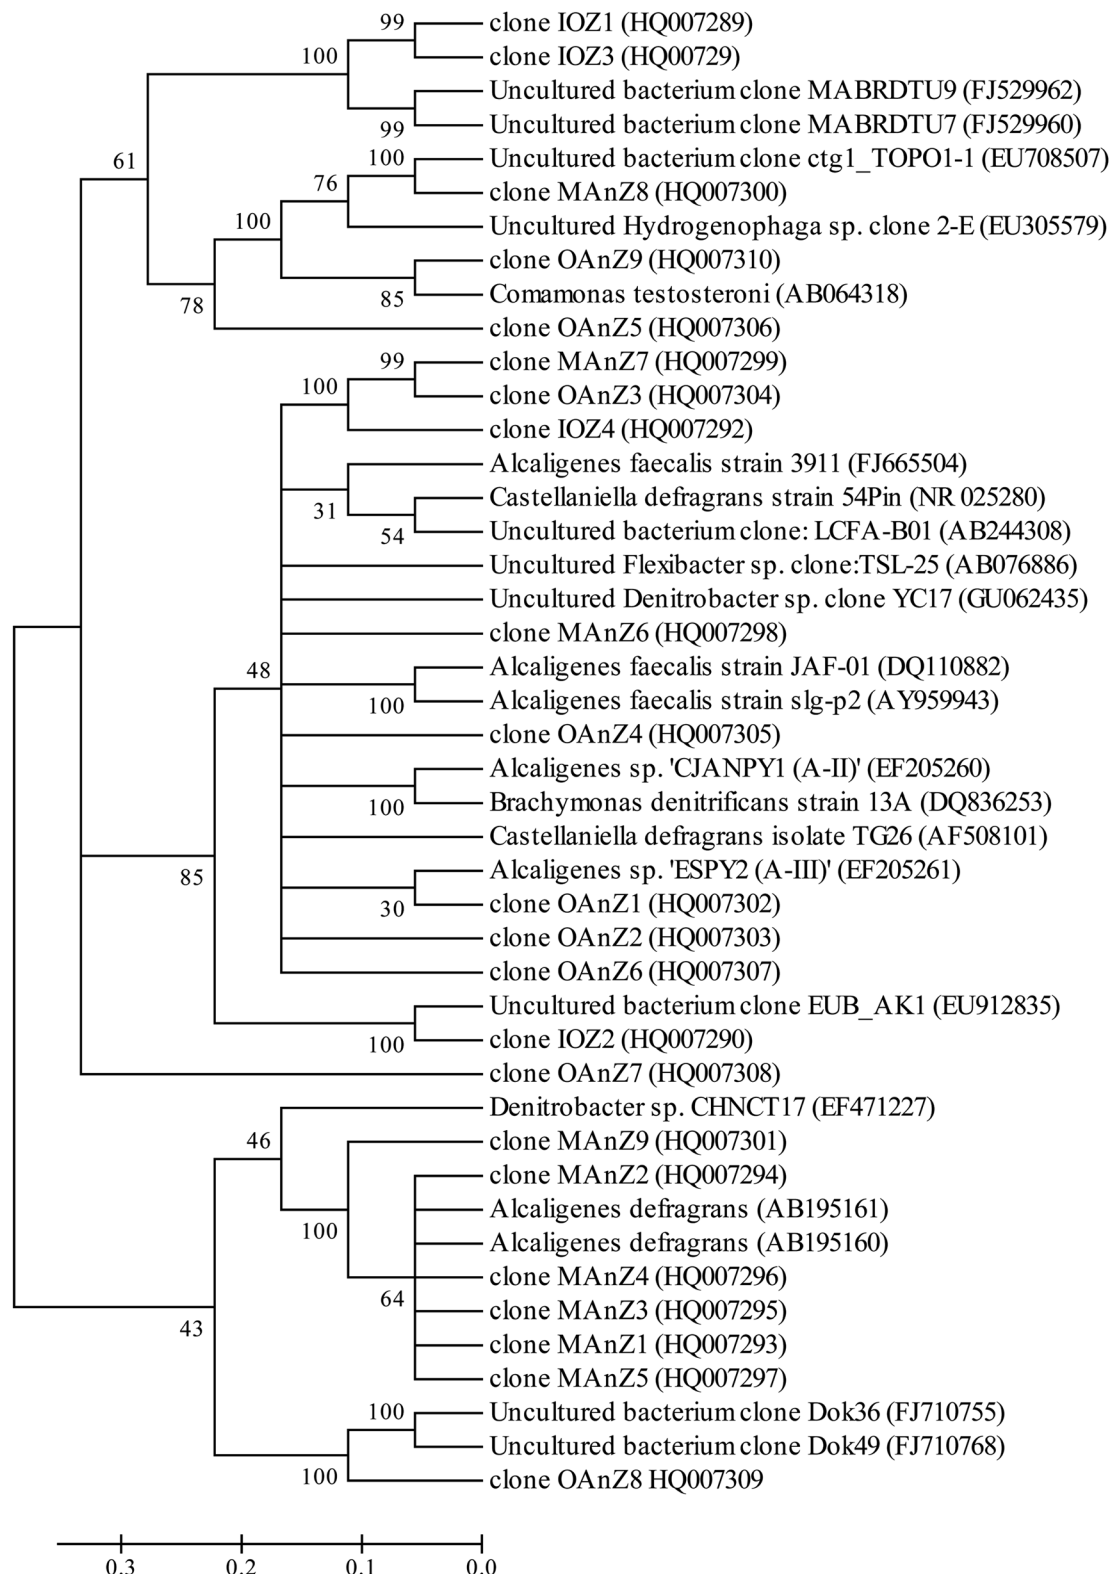 99
clone IOZ1 (HQ007289)
100
clone IOZ3 (HQ00729)
Uncultured bacterium clone MABRDTU9 (FJ529962)
99
Uncultured bacterium clone MABRDTU7 (FJ529960)
61
100
Uncultured bacterium clone ctg1_TOPO1-1 (EU708507)
76
clone MAnZ8 (HQ007300)
100
Uncultured Hydrogenophaga sp. clone 2-E (EU305579)
clone OAnZ9 (HQ007310)
85
Comamonas testosteroni (AB064318)
78
clone OAnZ5 (HQ007306)
99
clone MAnZ7 (HQ007299)
100
clone OAnZ3 (HQ007304)
clone IOZ4 (HQ007292)
Alcaligenes faecalis strain 3911 (FJ665504)
31
Castellaniella defragrans strain 54Pin (NR 025280)
54
Uncultured bacterium clone: LCFA-B01 (AB244308)
Uncultured Flexibacter sp. clone:TSL-25 (AB076886)
Uncultured Denitrobacter sp. clone YC17 (GU062435)
clone MAnZ6 (HQ007298)
48
Alcaligenes faecalis strain JAF-01 (DQ110882)
100
Alcaligenes faecalis strain slg-p2 (AY959943)
clone OAnZ4 (HQ007305)
Alcaligenes sp. 'CJANPY1 (A-II)' (EF205260)
100
Brachymonas denitrificans strain 13A (DQ836253)
Castellaniella defragrans isolate TG26 (AF508101)
85
Alcaligenes sp. 'ESPY2 (A-III)' (EF205261)
30
clone OAnZ1 (HQ007302)
clone OAnZ2 (HQ007303)
clone OAnZ6 (HQ007307)
Uncultured bacterium clone EUB_AK1 (EU912835)
100
clone IOZ2 (HQ007290)
clone OAnZ7 (HQ007308)
Denitrobacter sp. CHNCT17 (EF471227)
46
clone MAnZ9 (HQ007301)
clone MAnZ2 (HQ007294)
100
Alcaligenes defragrans (AB195161)
Alcaligenes defragrans (AB195160)
clone MAnZ4 (HQ007296)
64
clone MAnZ3 (HQ007295)
43
clone MAnZ1 (HQ007293)
clone MAnZ5 (HQ007297)
100
Uncultured bacterium clone Dok36 (FJ710755)
Uncultured bacterium clone Dok49 (FJ710768)
100
clone OAnZ8 HQ007309
0.3 0.2 0.1 0.0